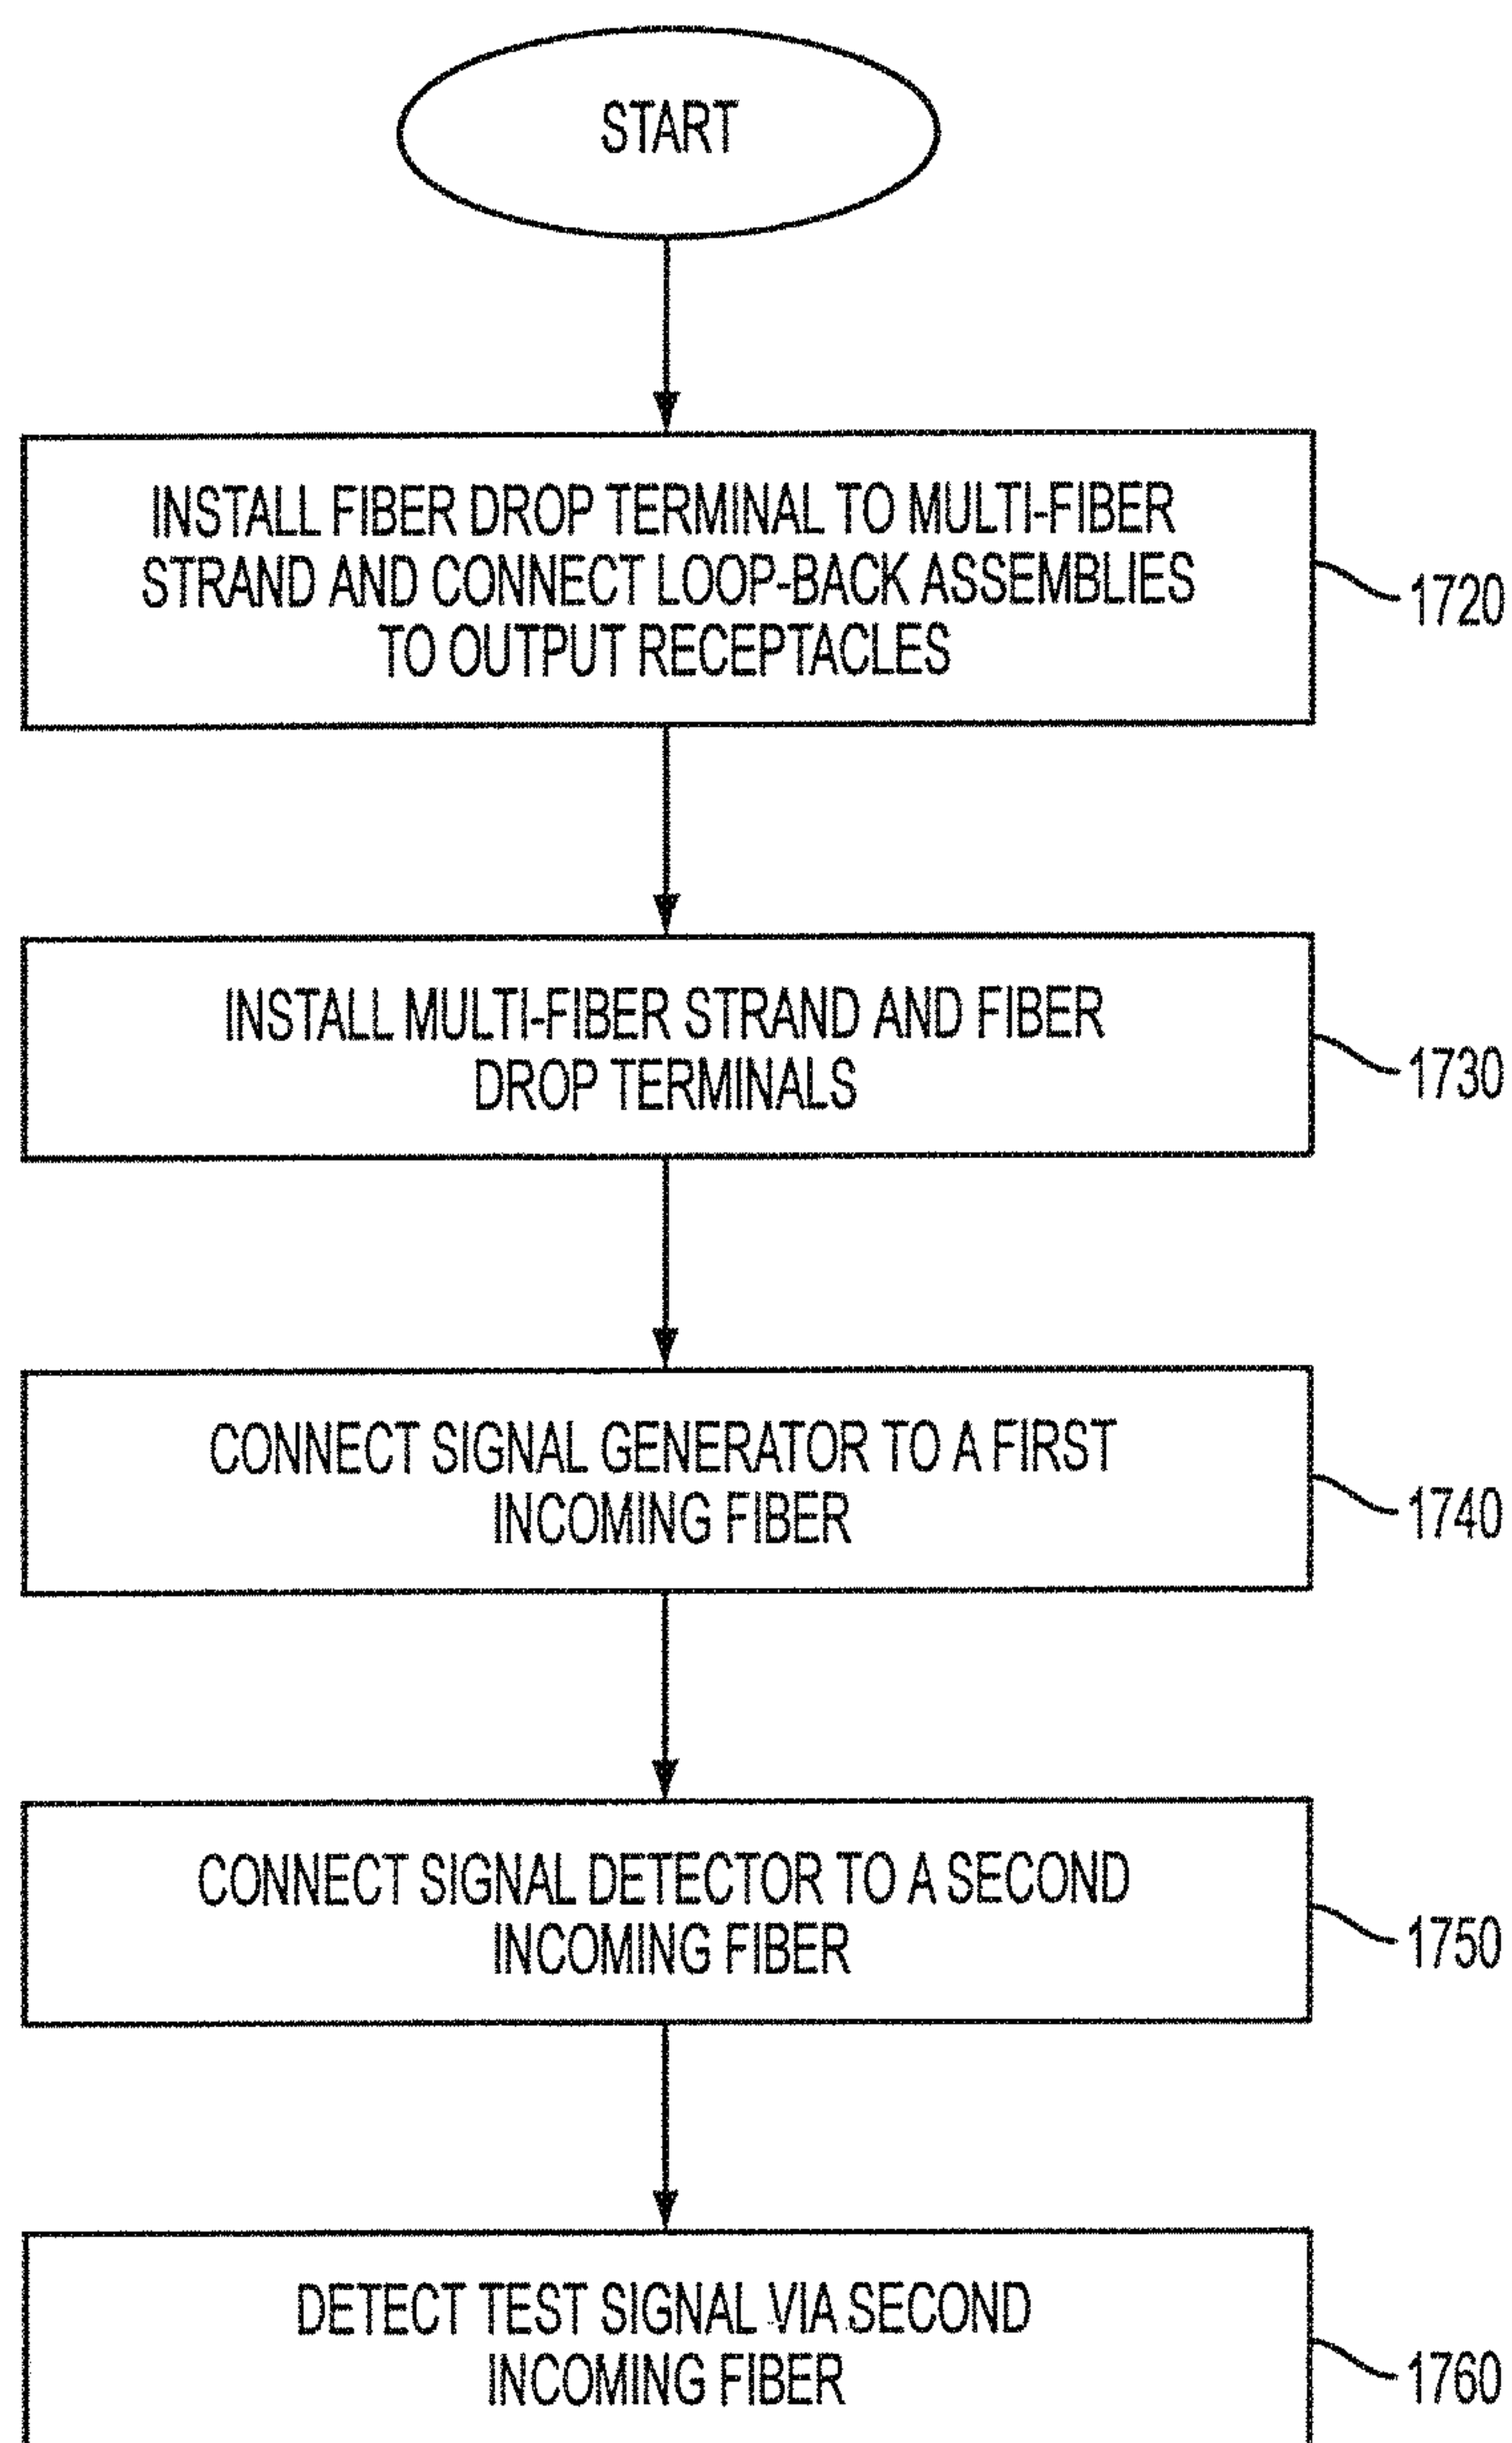 START
INSTALL FIBER DROP TERMINAL TO MULTI-FIBER
STRAND AND CONNECT LOOP-BACK ASSEMBLIES
TO OUTPUT RECEPTACLES
1720
INSTALL MULTI-FIBER STRAND AND FIBER
DROP TERMINALS
1730
CONNECT SIGNAL GENERATOR TO A FIRST
INCOMING FIBER
1740
CONNECT SIGNAL DETECTOR TO A SECOND
INCOMING FIBER
1750
DETECT TEST SIGNAL VIA SECOND
INCOMING FIBER
1760